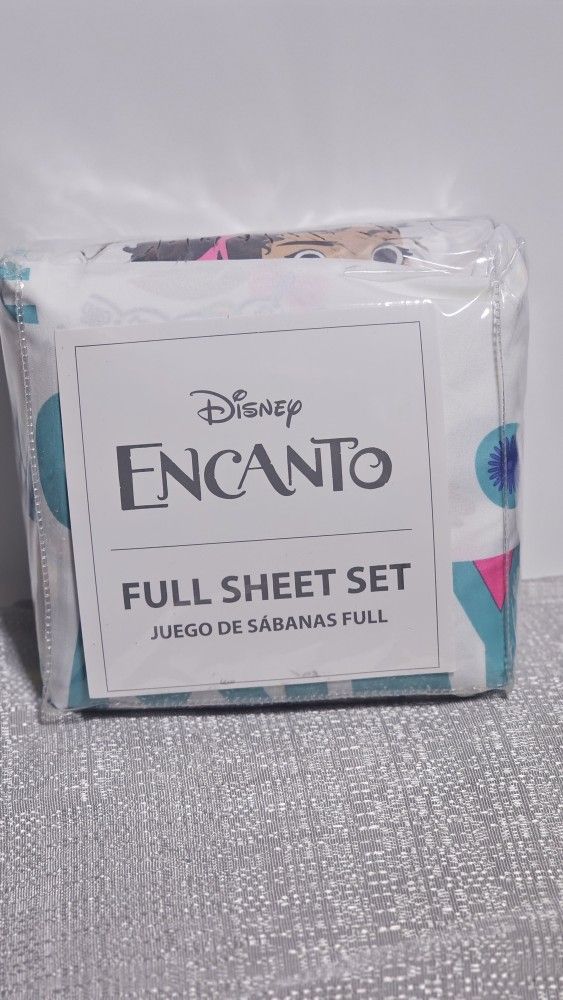 Disney
ENCANTO
FULL SHEET SET
JUEGO DE SÁBANAS FULL